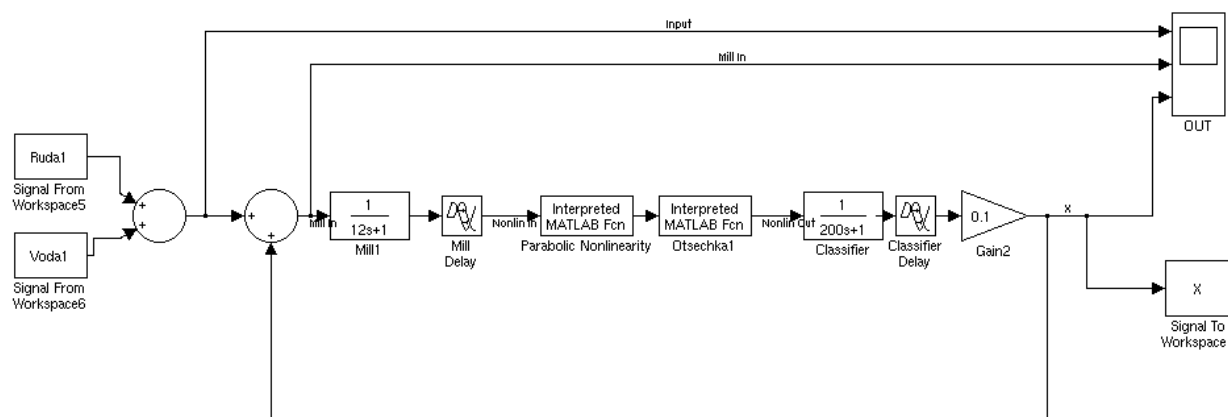 Input
Mill In
OUT
Ruda1
Signal From
Workspace5
Voda1
Signal From
Workspace6
+
+
+
+
Mill In
1
12s+1
Mill1
Mill
Delay
Nonlin In
Interpreted
MATLAB Fcn
Parabolic Nonlinearity
Interpreted
MATLAB Fcn
Otsechka1
Nonlin Out
1
200s+1
Classifier
Classifier
Delay
0.1
Gain2
X
X
Signal To
Workspace